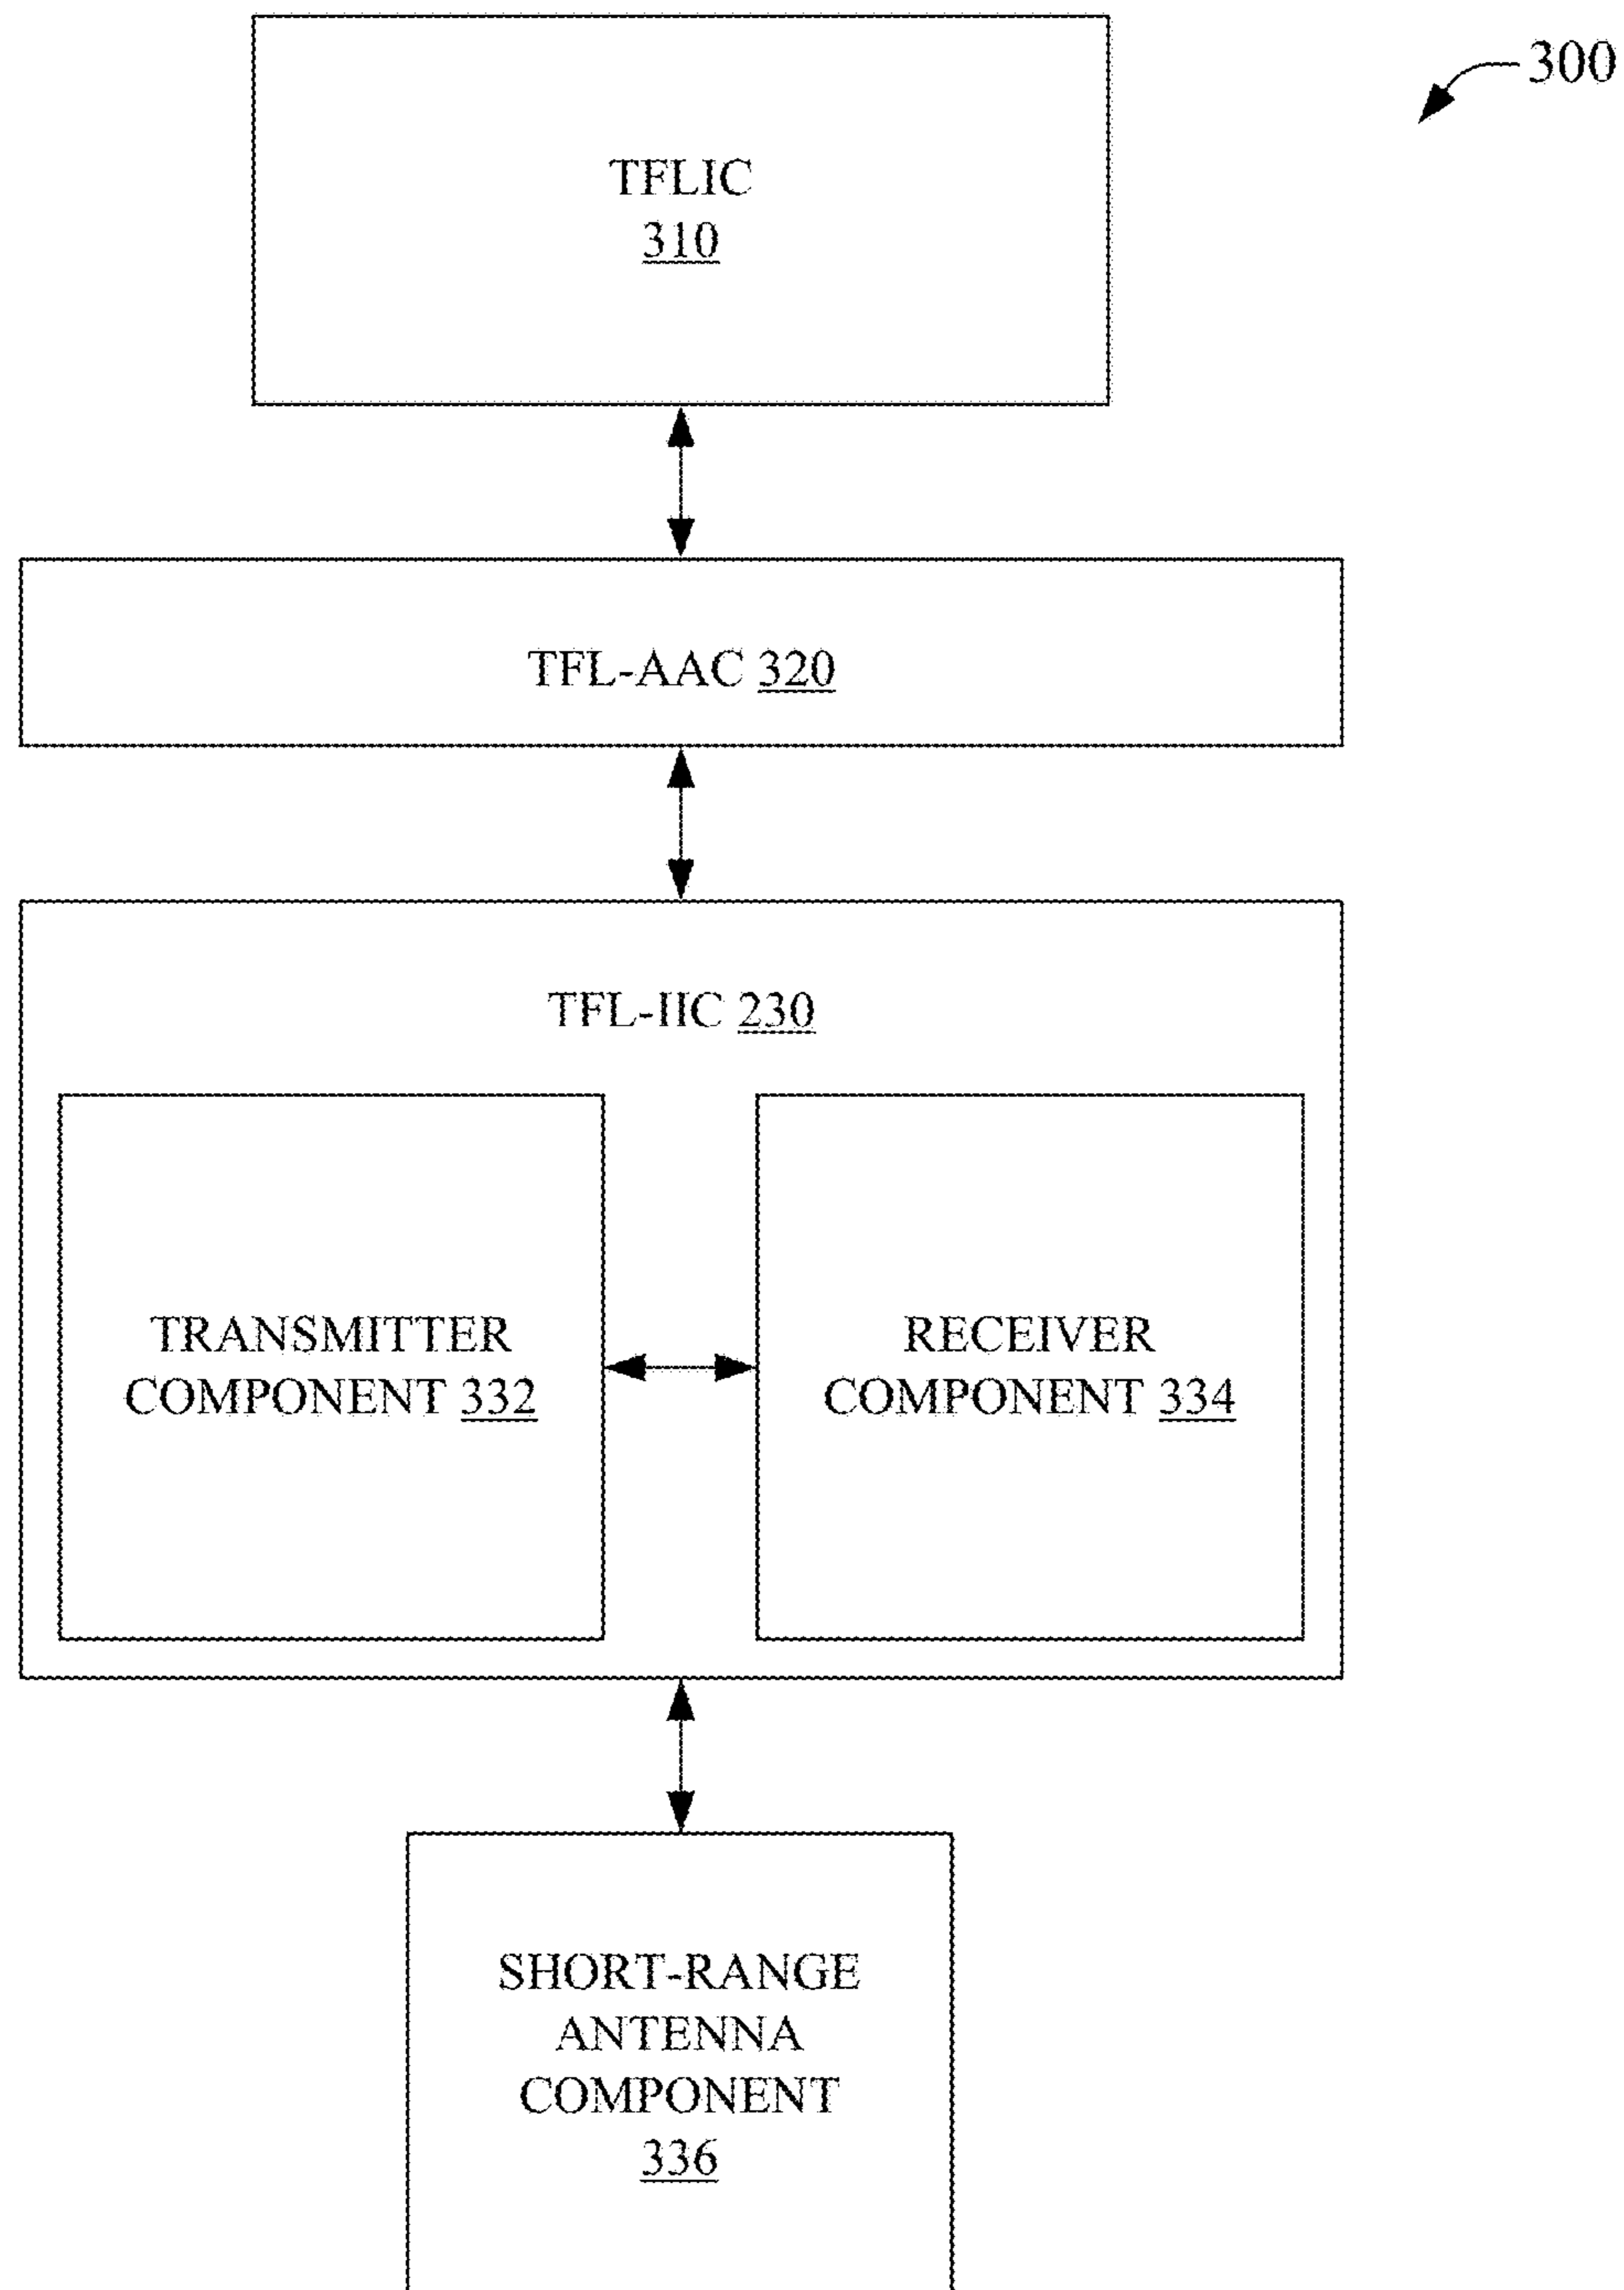 300
TFLIC
310
TFL-AAC 320
TFL-IIC 230
TRANSMITTER
COMPONENT 332
RECEIVER
COMPONENT 334
SHORT-RANGE
ANTENNA
COMPONENT
336